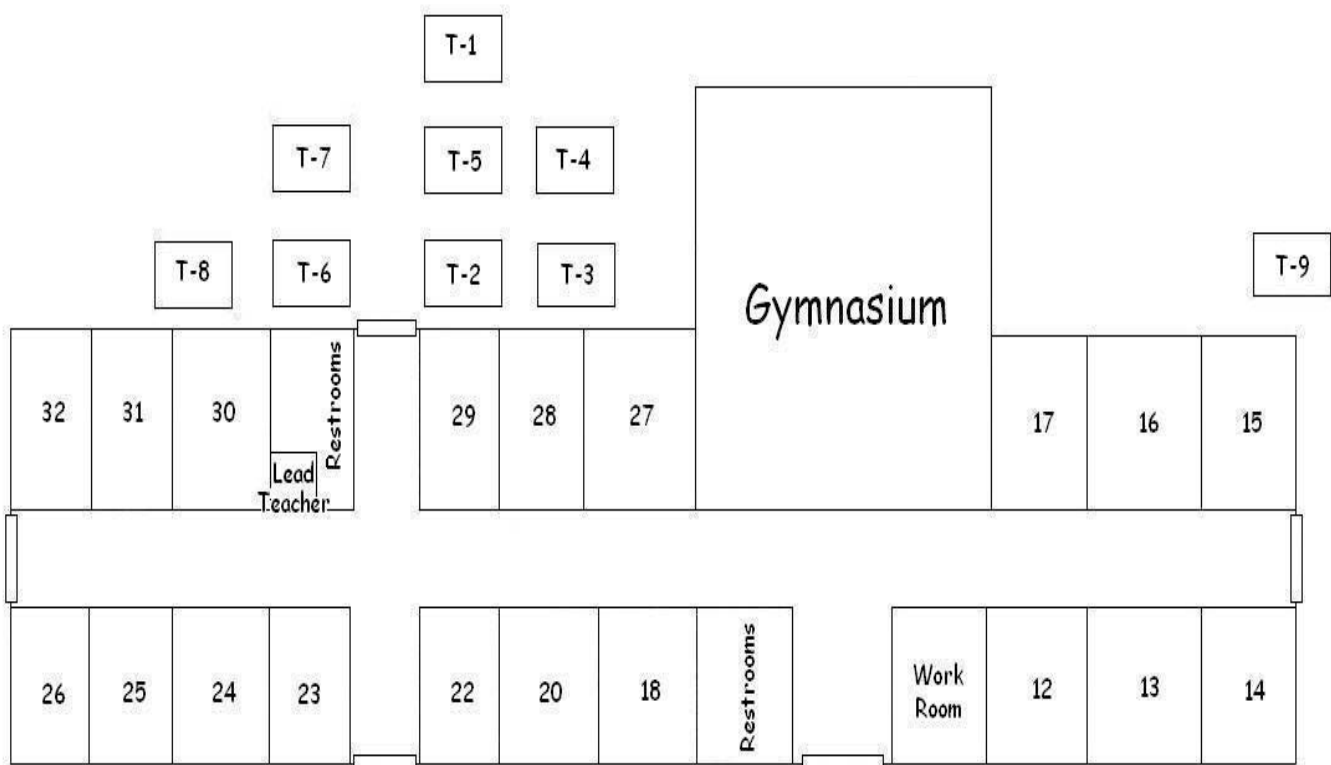 T-1
T-7
T-5
T-4
T-8
T-6
T-2
T-3
T-9
Gymnasium
32
31
30
Restrooms
Lead
Teacher
29
28
27
17
16
15
26
25
24
23
22
20
18
Restrooms
Work
Room
12
13
14